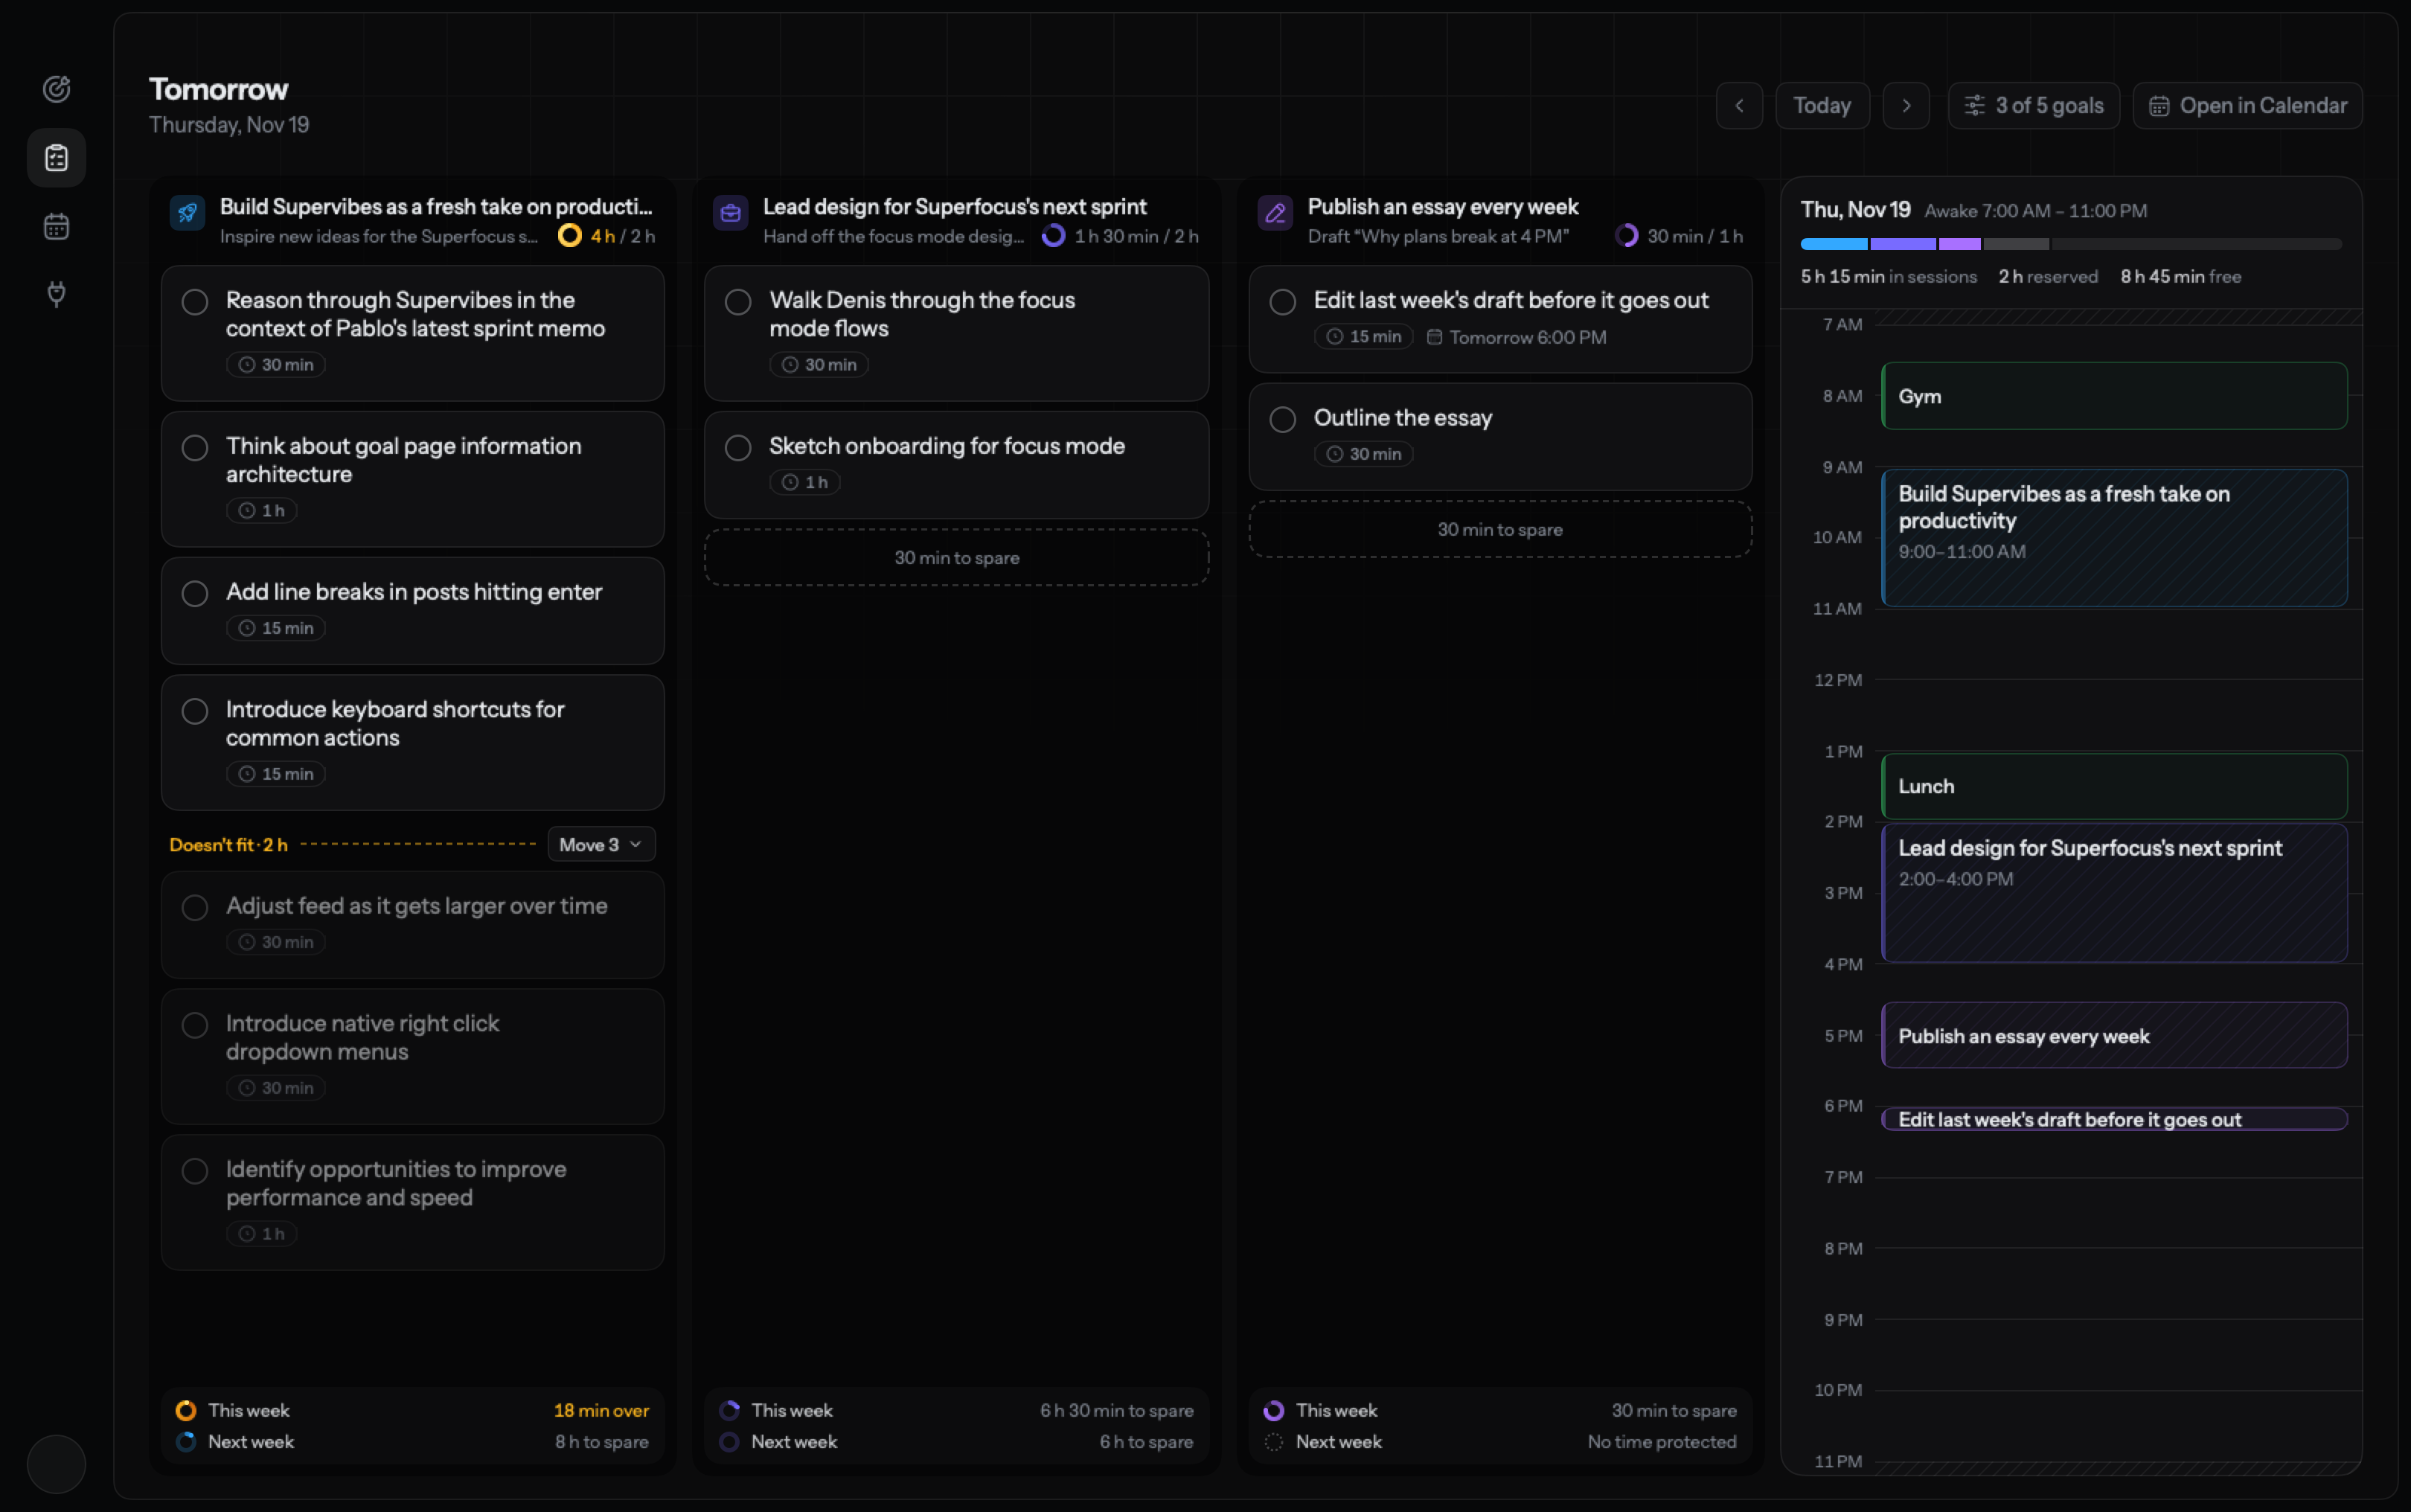 Tomorrow
Thursday, Nov 19
Today
3 of 5 goals
Open in Calendar
Build Supervibes as a fresh take on producti...
Inspire new ideas for the Superfocus s...
4 h / 2 h
Reason through Supervibes in the
context of Pablo's latest sprint memo
30 min
Think about goal page information
architecture
1 h
Add line breaks in posts hitting enter
15 min
Introduce keyboard shortcuts for
common actions
15 min
Doesn't fit · 2 h
Move 3
Adjust feed as it gets larger over time
30 min
Introduce native right click
dropdown menus
30 min
Identify opportunities to improve
performance and speed
1 h
This week
18 min over
Next week
8 h to spare
Lead design for Superfocus's next sprint
Hand off the focus mode desig...
1 h 30 min / 2 h
Walk Denis through the focus
mode flows
30 min
Sketch onboarding for focus mode
1 h
30 min to spare
This week
6 h 30 min to spare
Next week
6 h to spare
Publish an essay every week
Draft “Why plans break at 4 PM”
30 min / 1 h
Edit last week's draft before it goes out
15 min
Tomorrow 6:00 PM
Outline the essay
30 min
30 min to spare
This week
30 min to spare
Next week
No time protected
Thu, Nov 19
Awake 7:00 AM – 11:00 PM
5 h 15 min in sessions
2 h reserved
8 h 45 min free
7 AM
8 AM
Gym
9 AM
Build Supervibes as a fresh take on
productivity
10 AM
9:00–11:00 AM
11 AM
12 PM
1 PM
Lunch
2 PM
Lead design for Superfocus's next sprint
2:00–4:00 PM
3 PM
4 PM
5 PM
Publish an essay every week
6 PM
Edit last week's draft before it goes out
7 PM
8 PM
9 PM
10 PM
11 PM